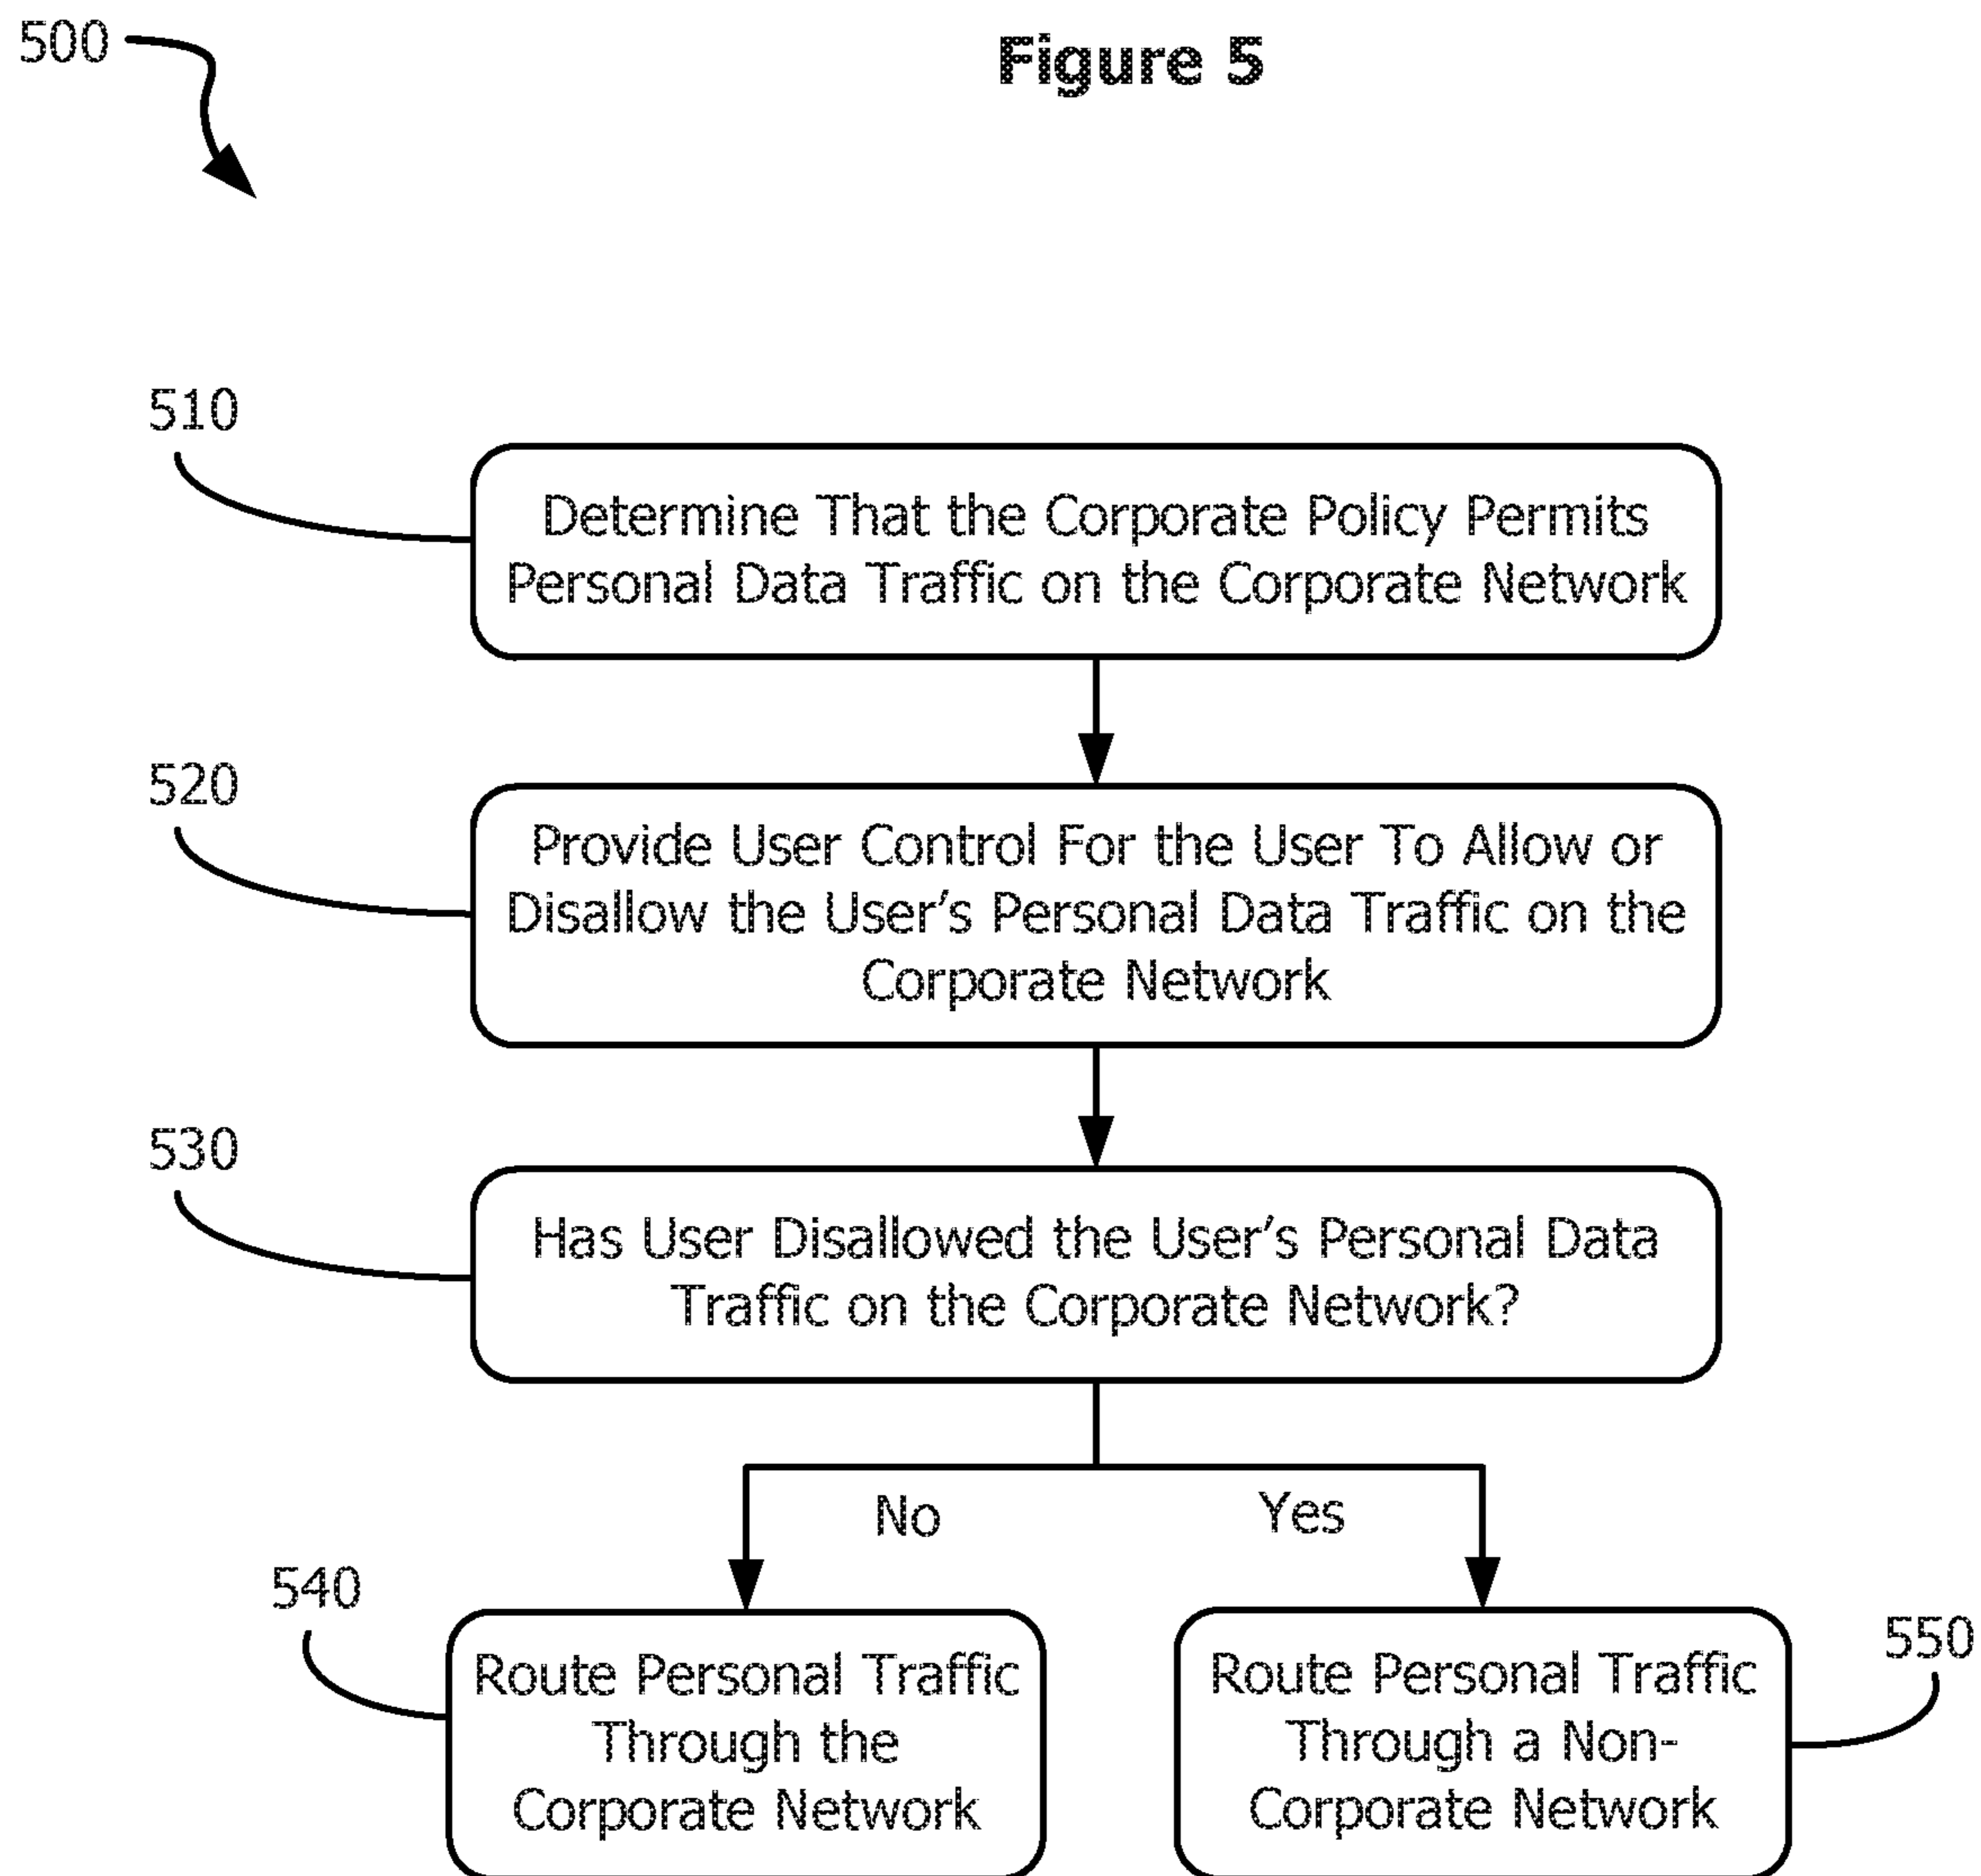 500
Figure 5
510
Determine That the Corporate Policy Permits
Personal Data Traffic on the Corporate Network
520
Provide User Control For the User To Allow or
Disallow the User’s Personal Data Traffic on the
Corporate Network
530
Has User Disallowed the User’s Personal Data
Traffic on the Corporate Network?
No
Yes
540
Route Personal Traffic
Through the
Corporate Network
550
Route Personal Traffic
Through a Non-
Corporate Network